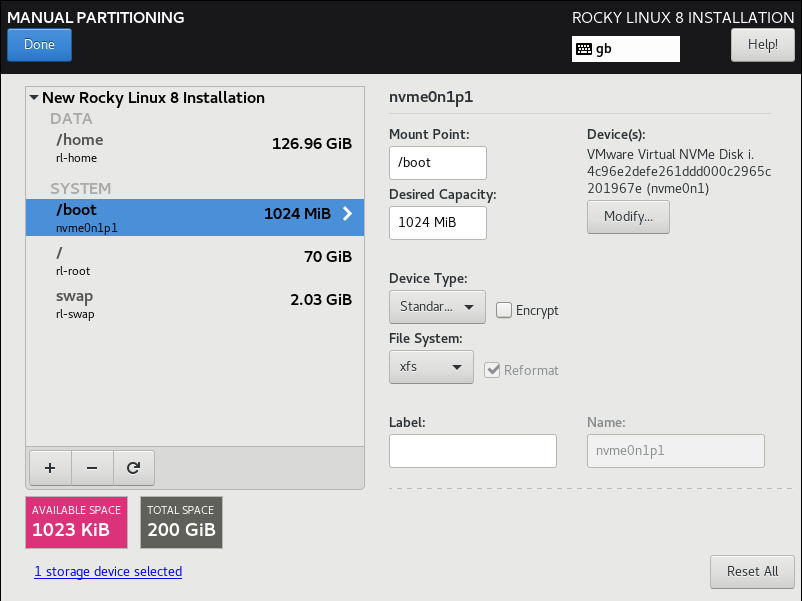 MANUAL PARTITIONING
ROCKY LINUX 8 INSTALLATION
Done
gb
Help!
New Rocky Linux 8 Installation
DATA
/home
126.96 GiB
rl-home
SYSTEM
/boot
1024 MiB
nvme0n1p1
/
70 GiB
rl-root
swap
2.03 GiB
rl-swap
AVAILABLE SPACE
1023 KiB
TOTAL SPACE
200 GiB
1 storage device selected
nvme0n1p1
Mount Point:
/boot
Desired Capacity:
1024 MiB
Device(s):
VMware Virtual NVMe Disk i.
4c96e2defe261ddd000c2965c
201967e (nvme0n1)
Modify...
Device Type:
Standar...
Encrypt
File System:
xfs
Reformat
Label:
Name:
nvme0n1p1
Reset All